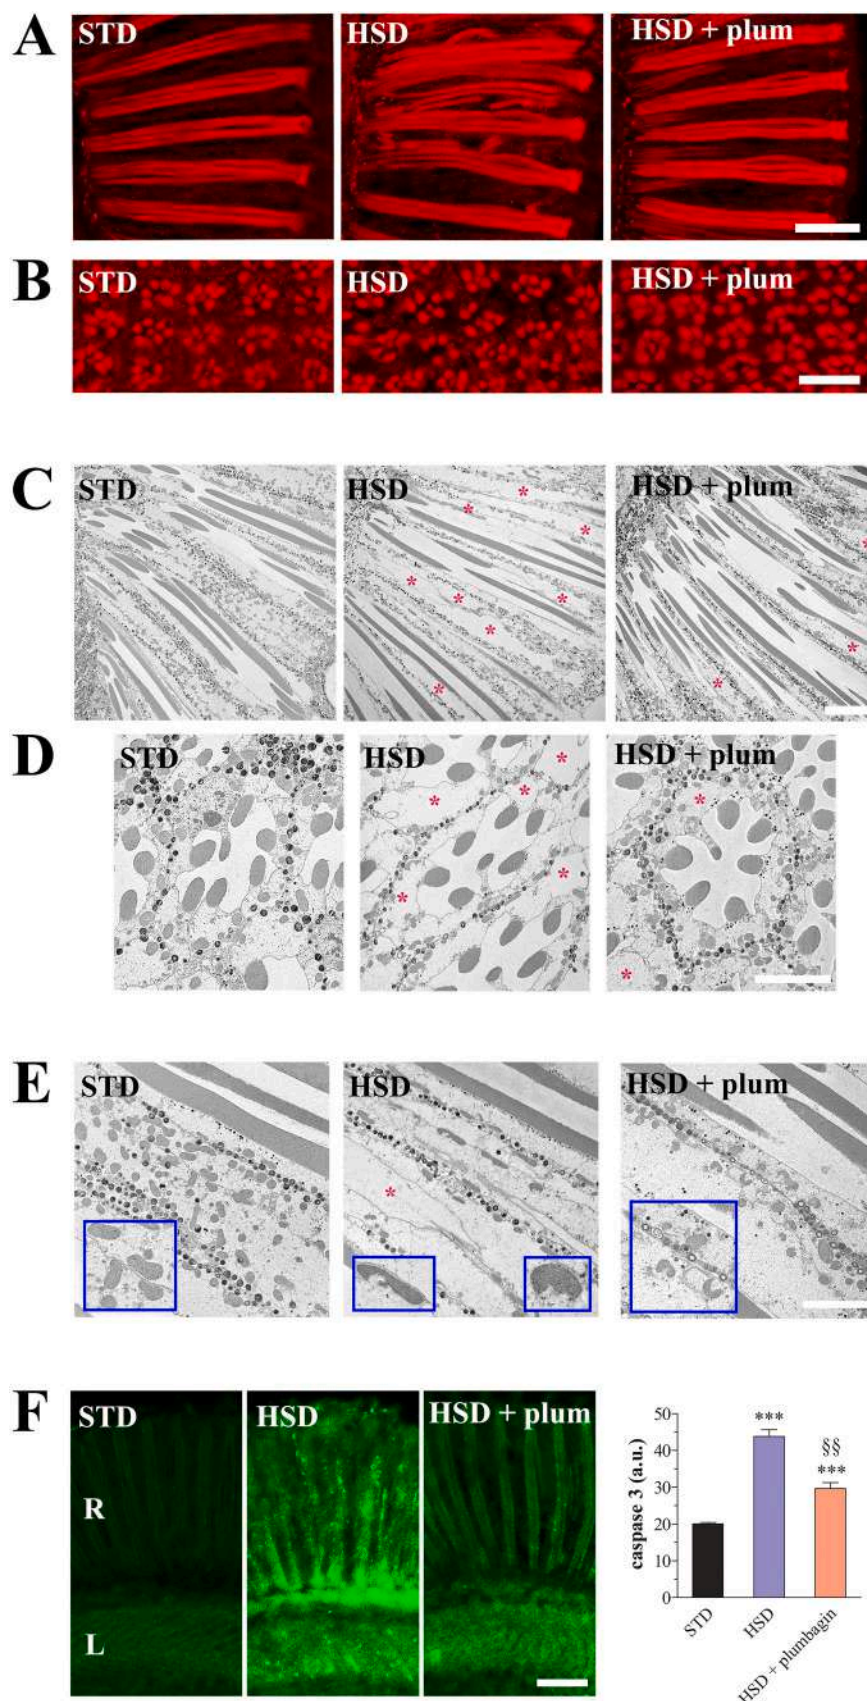 A
STD
HSD
HSD + plum
B
STD
HSD
HSD + plum
C
STD
HSD
HSD + plum
*
*
*
*
*
*
*
*
*
*
*
D
STD
HSD
HSD + plum
*
*
*
*
*
*
*
E
STD
HSD
HSD + plum
*
F
STD
HSD
HSD + plum
R
L
caspase 3 (a.u.)
50
40
30
20
10
0
***
§§
***
STD
HSD
HSD + plumbagin